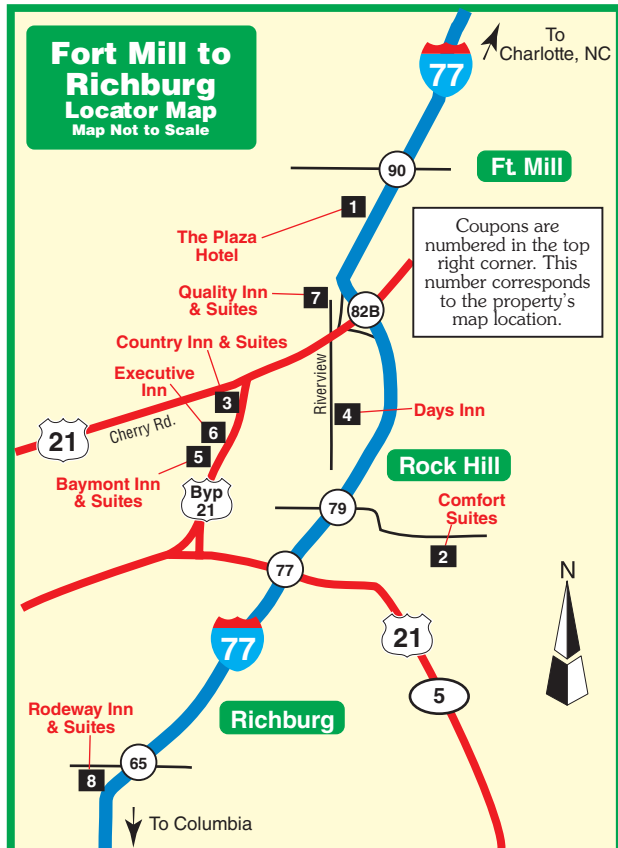 Fort Mill to
Richburg
Locator Map
Map Not to Scale
To
Charlotte, NC
77
90
Ft. Mill
1
The Plaza
Hotel
Coupons are
numbered in the top
right corner. This
number corresponds
to the property's
map location.
Quality Inn
& Suites
7
82B
Country Inn & Suites
Executive
Inn
3
Riverview
4
Days Inn
21
Cherry Rd.
6
5
Baymont Inn
& Suites
Byp
21
Rock Hill
79
Comfort
Suites
2
77
N
77
21
5
Rodeway Inn
& Suites
Richburg
65
8
To Columbia